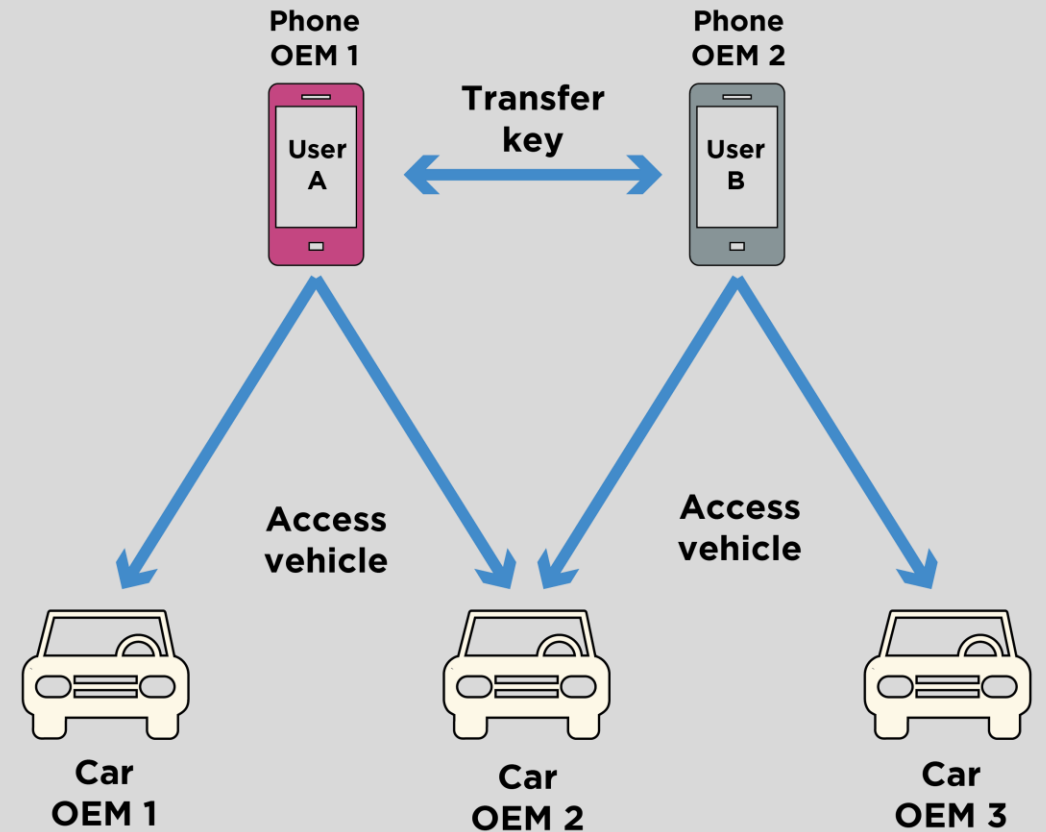 Phone
OEM 1
Phone
OEM 2
Transfer
key
User
A
User
B
Access
vehicle
Access
vehicle
Car
OEM 1
Car
OEM 2
Car
OEM 3